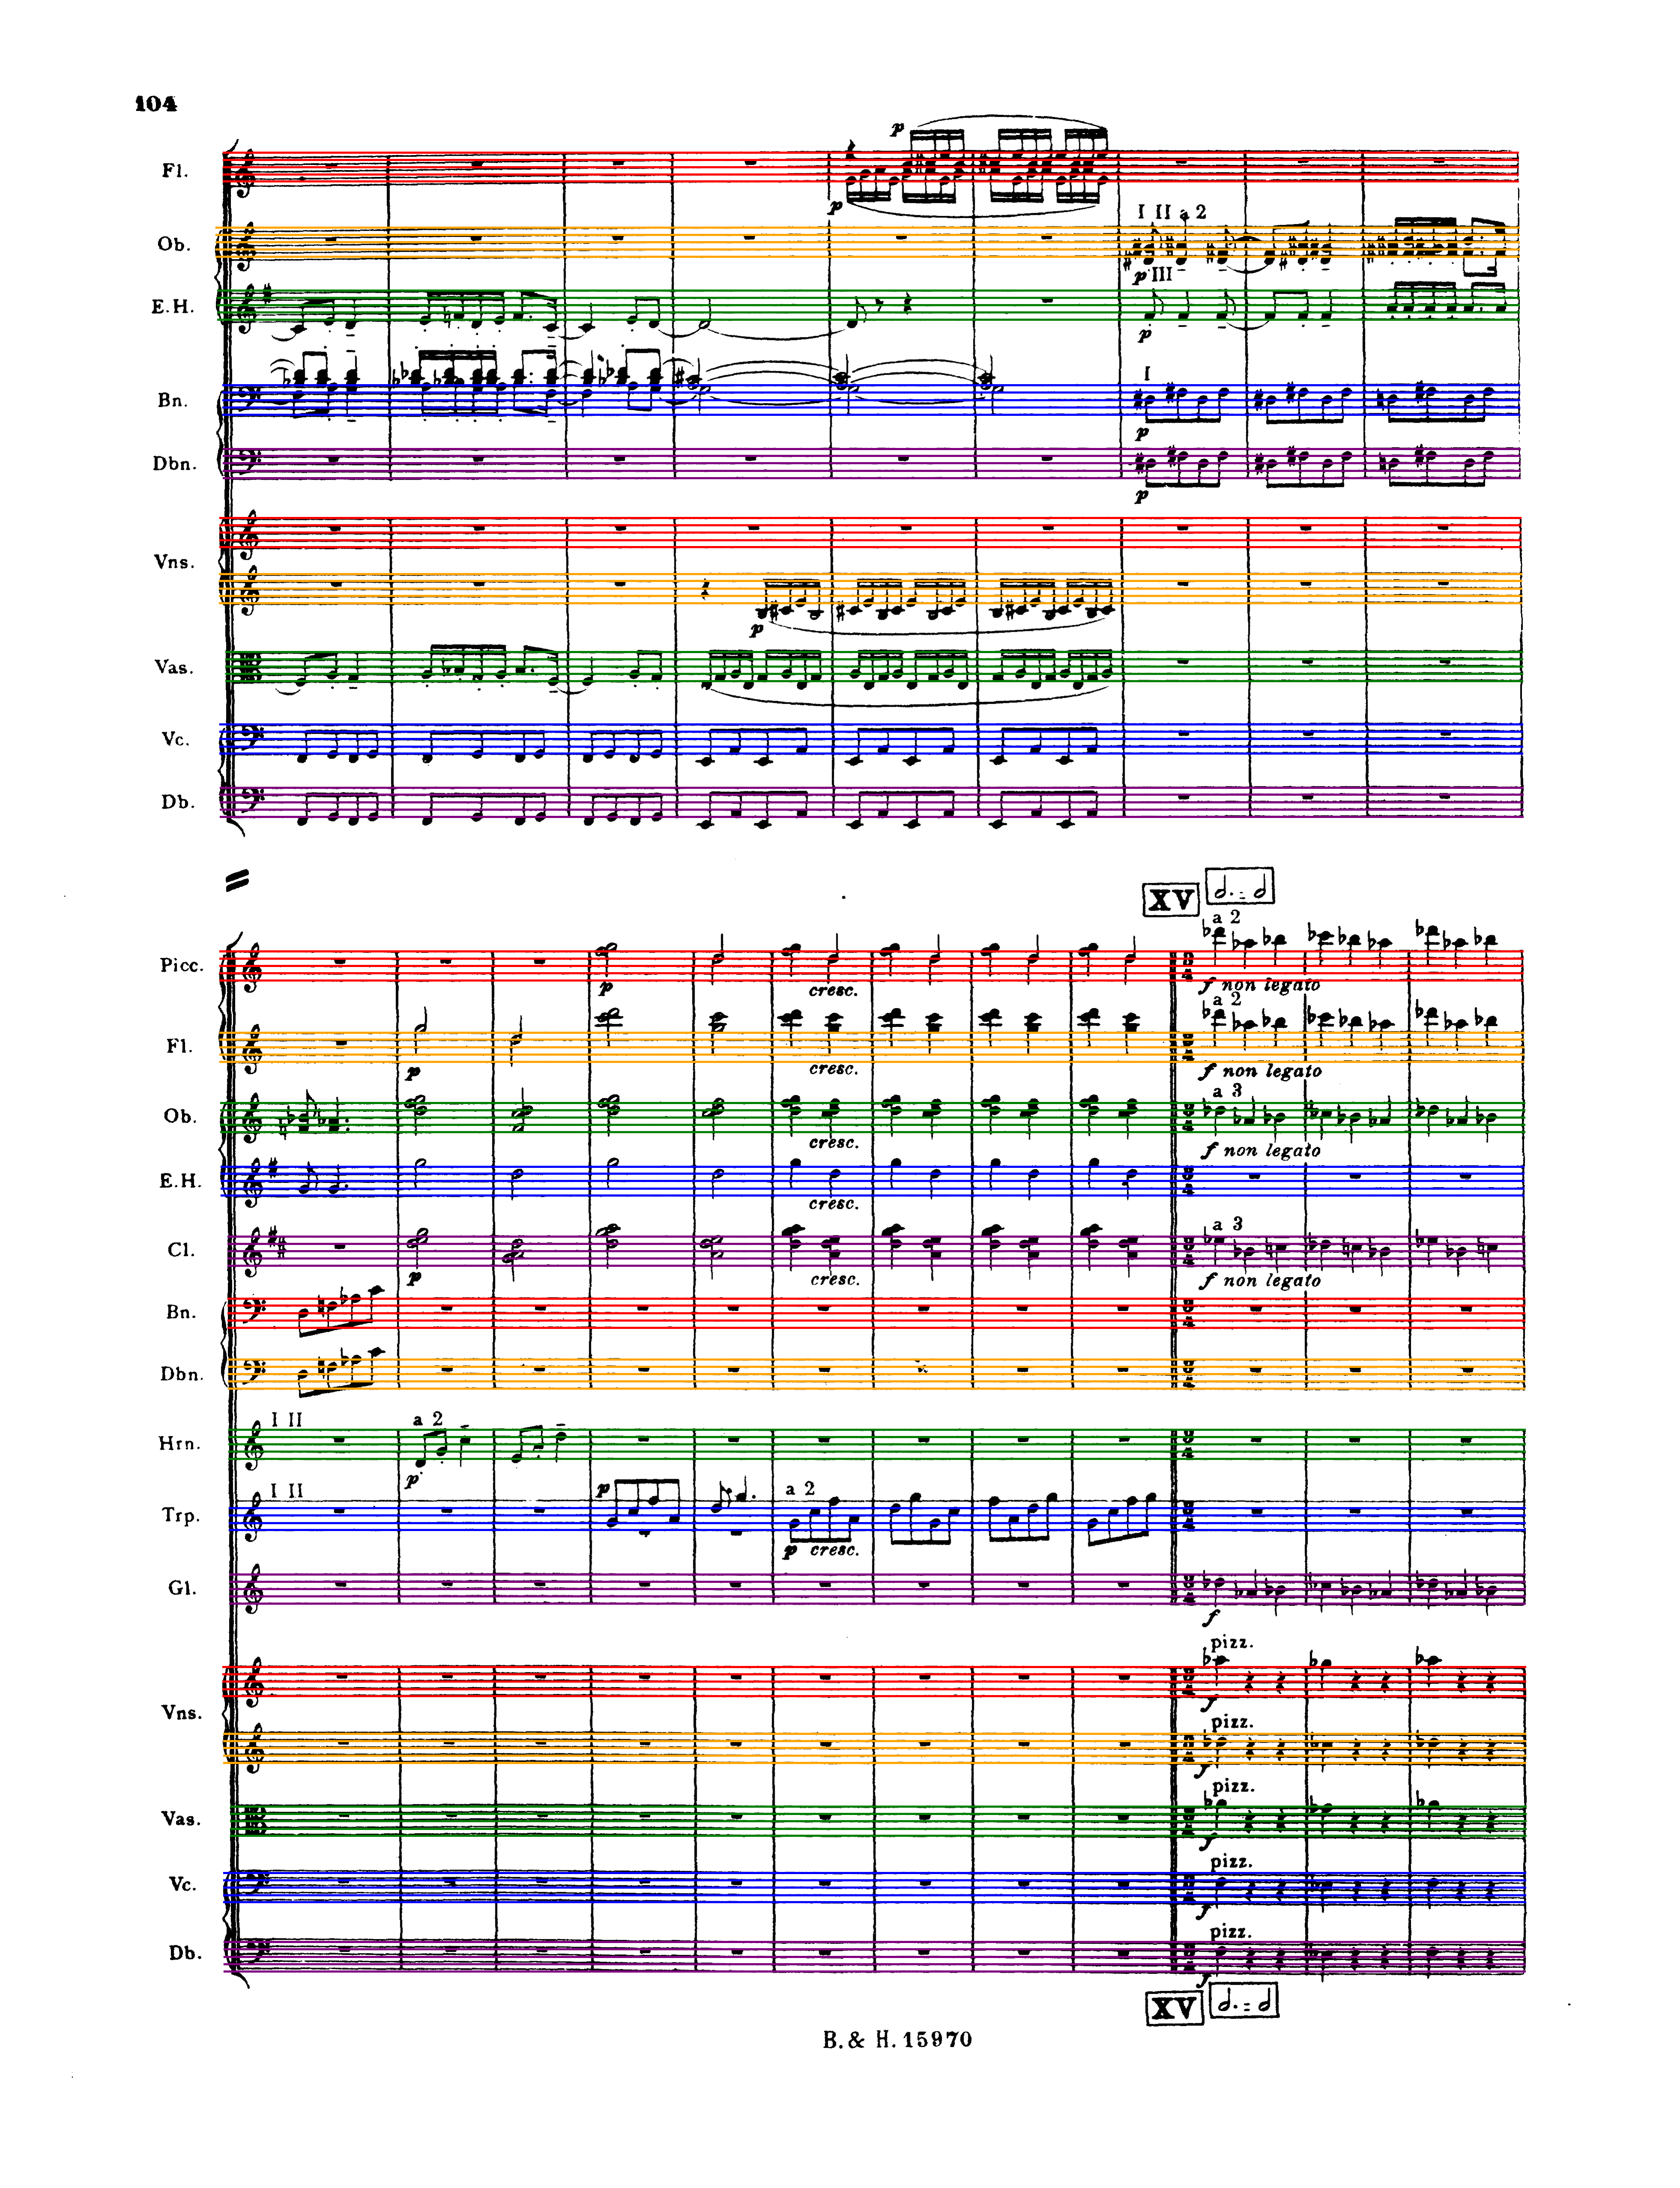 104
Fl.
p
p
Ob.
I II a 2
p III
E.H.
p
Bn.
I
p
Dbn.
p
Vns.
p
Vas.
Vc.
Db.
XV
a 2
Picc.
p
cresc.
f non legato
a 2
Fl.
p
cresc.
f non legato
a 3
Ob.
cresc.
f non legato
E.H.
cresc.
a 3
Cl.
p
cresc.
f non legato
Bn.
Dbn.
I II
a 2
Hrn.
p
I II
p
a 2
Trp.
p cresc.
Gl.
f
pizz.
Vns.
f
pizz.
f
pizz.
Vas.
f
pizz.
Vc.
f
pizz.
Db.
f
XV
B. & H. 15970